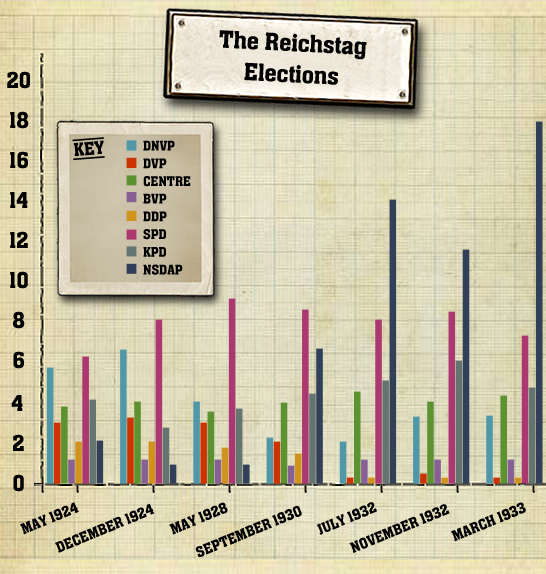 The Reichstag
Elections
20
18
16
14
12
10
8
6
4
2
0
KEY
DNVP
DVP
CENTRE
BVP
DDP
SPD
KPD
NSDAP
MAY 1924
DECEMBER 1924
MAY 1928
SEPTEMBER 1930
JULY 1932
NOVEMBER 1932
MARCH 1933